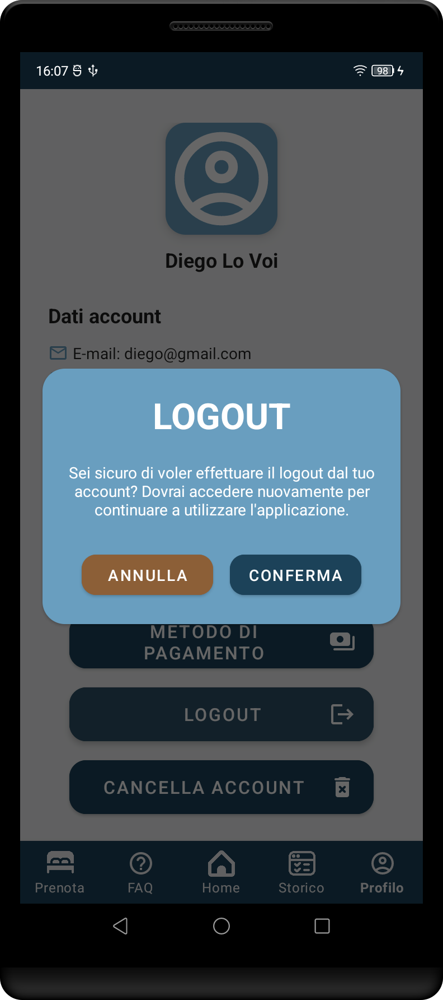 16:07
98
Diego Lo Voi
Dati account
E-mail: diego@gmail.com
LOGOUT
Sei sicuro di voler effettuare il logout dal tuo
account? Dovrai accedere nuovamente per
continuare a utilizzare l'applicazione.
ANNULLA
CONFERMA
METODO DI
PAGAMENTO
LOGOUT
CANCELLA ACCOUNT
Prenota
FAQ
Home
Storico
Profilo